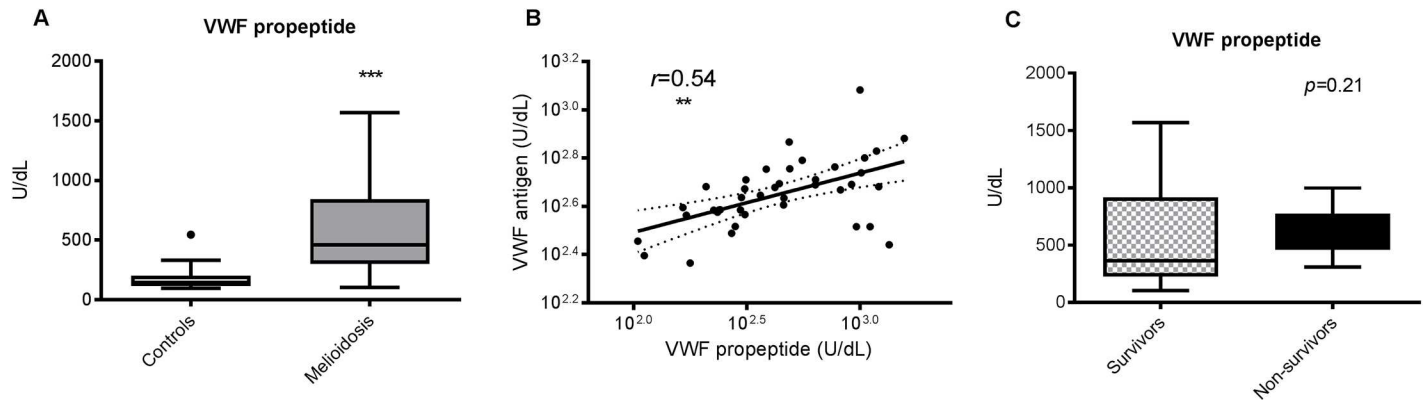 A
VWF propeptide
***
U/dL
2000
1500
1000
500
0
Controls
Melioidosis
B
r=0.54
**
VWF antigen (U/dL)
10^3.2
10^3.0
10^2.8
10^2.6
10^2.4
10^2.2
10^2.0
10^2.5
10^3.0
VWF propeptide (U/dL)
C
VWF propeptide
p=0.21
U/dL
2000
1500
1000
500
0
Survivors
Non-survivors